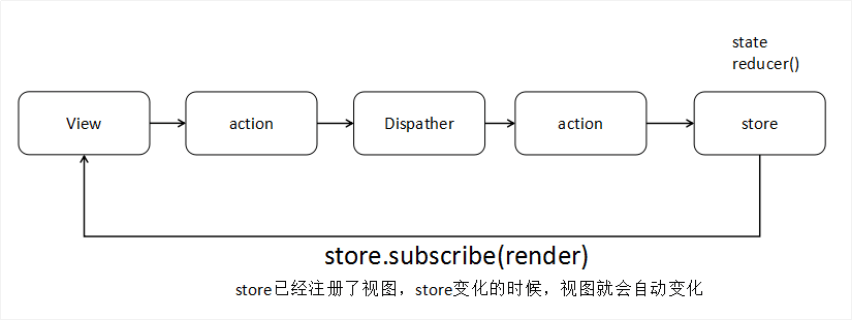 state
reducer()
View
action
Dispather
action
store
store.subscribe(render)
store已经注册了视图，store变化的时候，视图就会自动变化